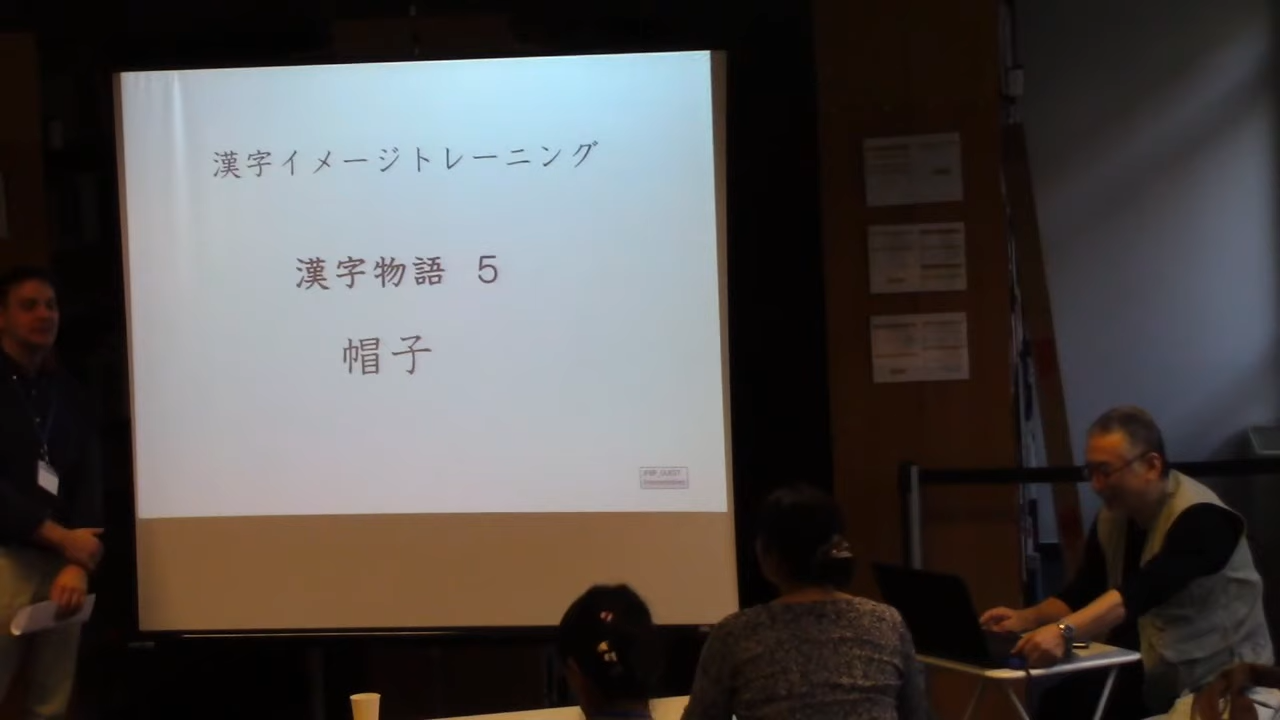 漢字イメージトレーニング
漢字物語 5
帽子